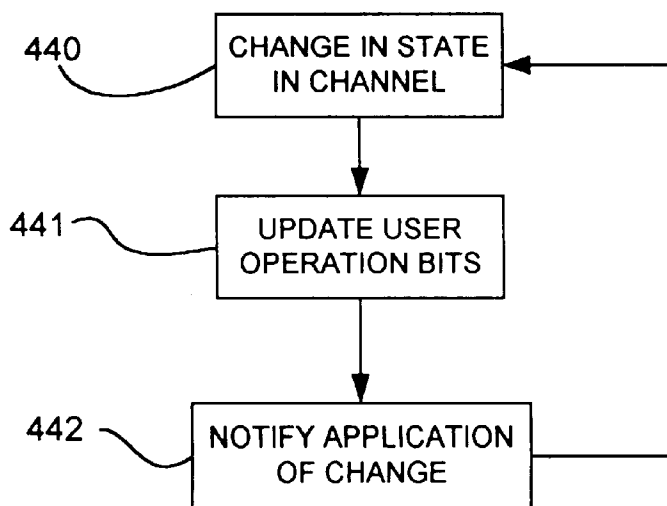 440
CHANGE IN STATE
IN CHANNEL
441
UPDATE USER
OPERATION BITS
442
NOTIFY APPLICATION
OF CHANGE